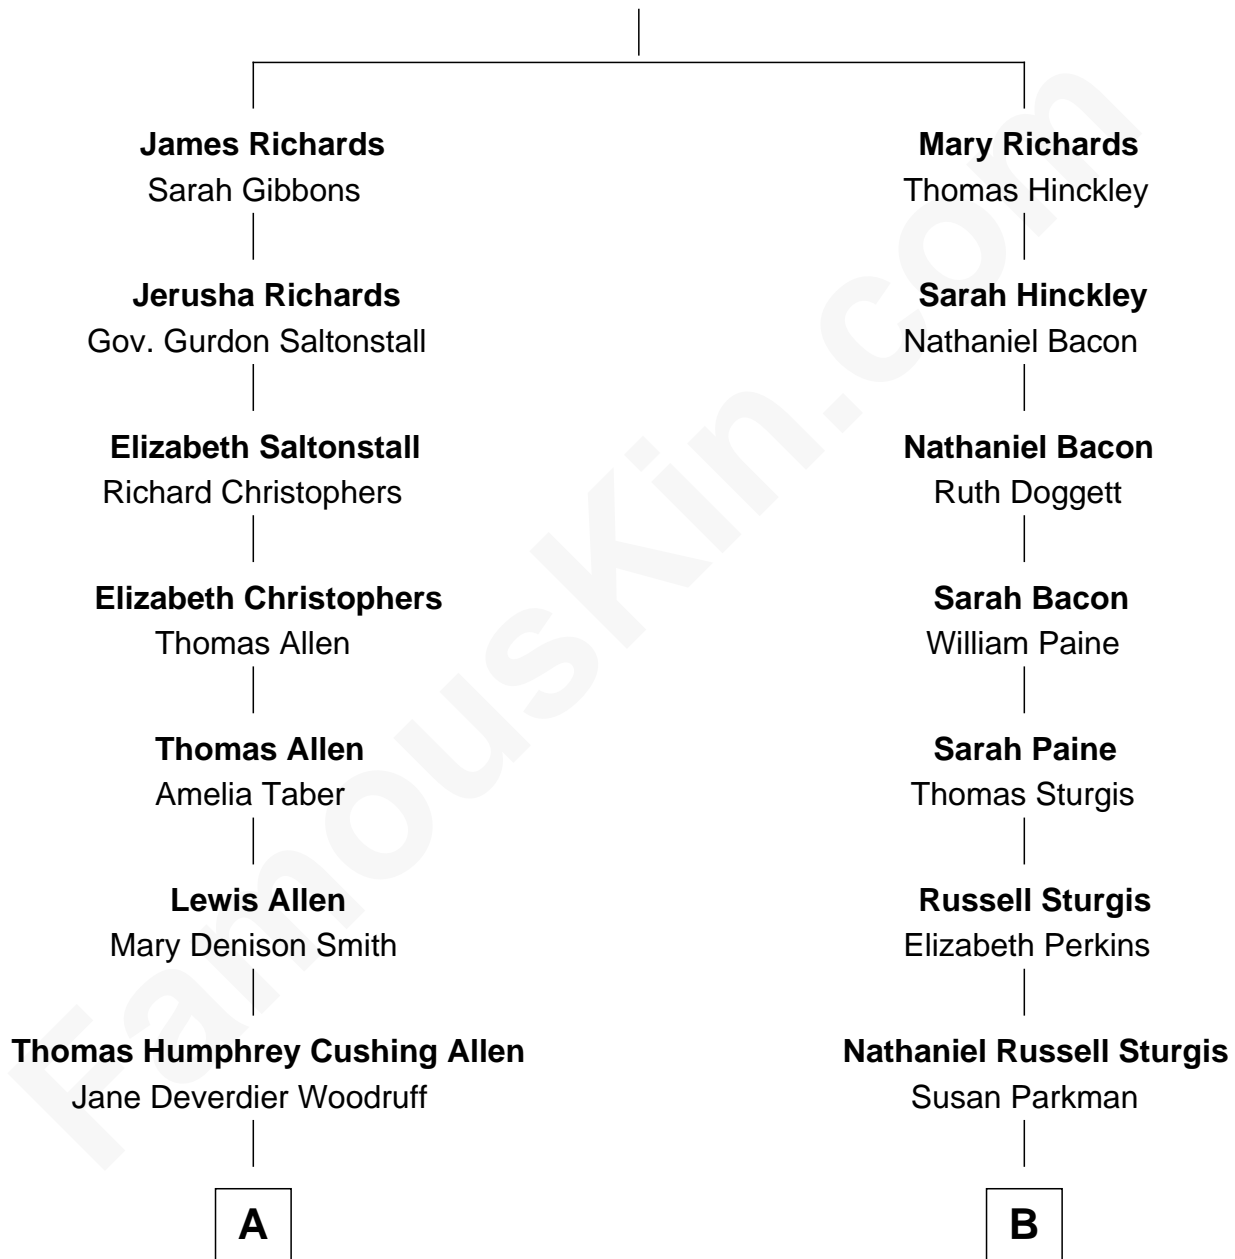 James Richards
Sarah Gibbons
Jerusha Richards
Gov. Gurdon Saltonstall
Elizabeth Saltonstall
Richard Christophers
Elizabeth Christophers
Thomas Allen
Thomas Allen
Amelia Taber
Lewis Allen
Mary Denison Smith
Thomas Humphrey Cushing Allen
Jane Deverdier Woodruff
A
Mary Richards
Thomas Hinckley
Sarah Hinckley
Nathaniel Bacon
Nathaniel Bacon
Ruth Doggett
Sarah Bacon
William Paine
Sarah Paine
Thomas Sturgis
Russell Sturgis
Elizabeth Perkins
Nathaniel Russell Sturgis
Susan Parkman
B
FamousKin.com